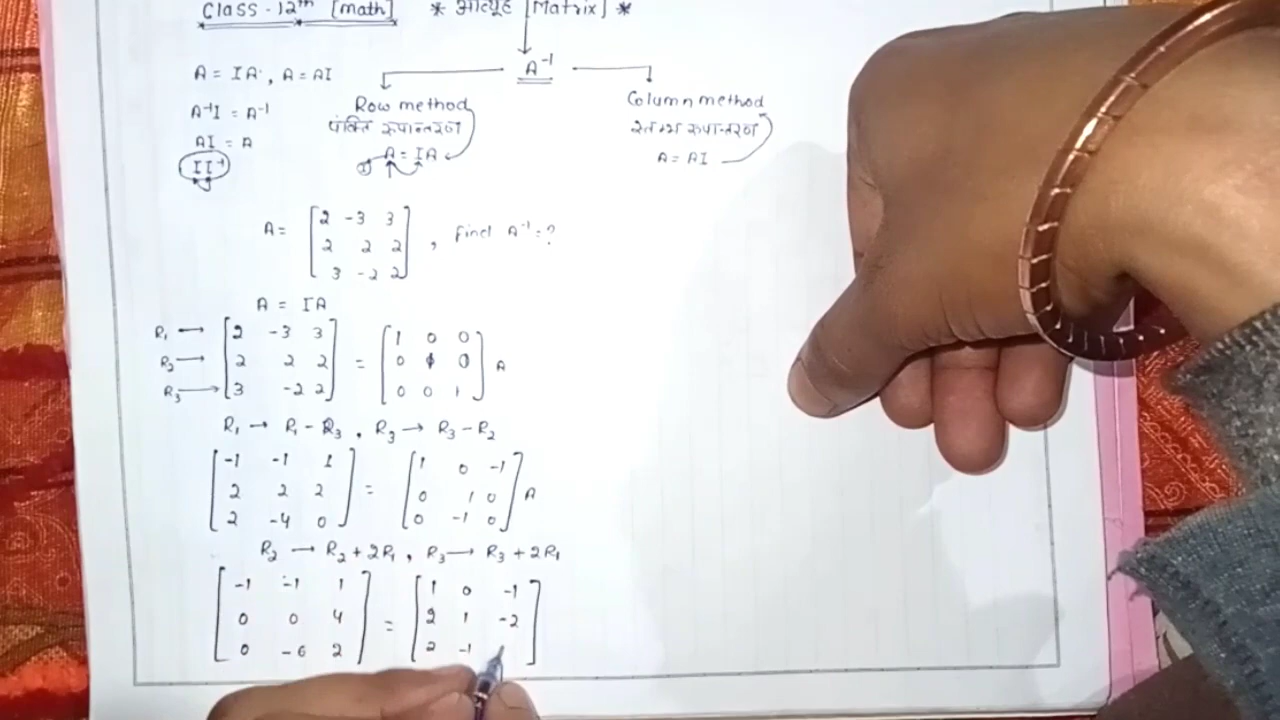 Class - 12th [math] * आव्यूह [Matrix] *
A⁻¹
A = IA, A = AI
A⁻¹I = A⁻¹
AI = A
II⁻¹
Row method
पंक्ति रूपान्तरण
A = IA
Column method
स्तम्भ रूपान्तरण
A = AI
A = [2 -3 3
2 2 2
3 -2 2], find A⁻¹ = ?
A = IA
R₁ → [2 -3 3] = [1 0 0]
R₂ → [2 2 2] = [0 1 0] A
R₃ → [3 -2 2] = [0 0 1]
R₁ → R₁ - R₃, R₃ → R₃ - R₂
[-1 -1 1] = [1 0 -1]
[2 2 2] = [0 1 0] A
[2 -4 0] = [0 -1 0]
R₂ → R₂ + 2R₁, R₃ → R₃ + 2R₁
[-1 -1 1] = [1 0 -1]
[0 0 4] = [2 1 -2]
[0 -6 2] = [2 -1